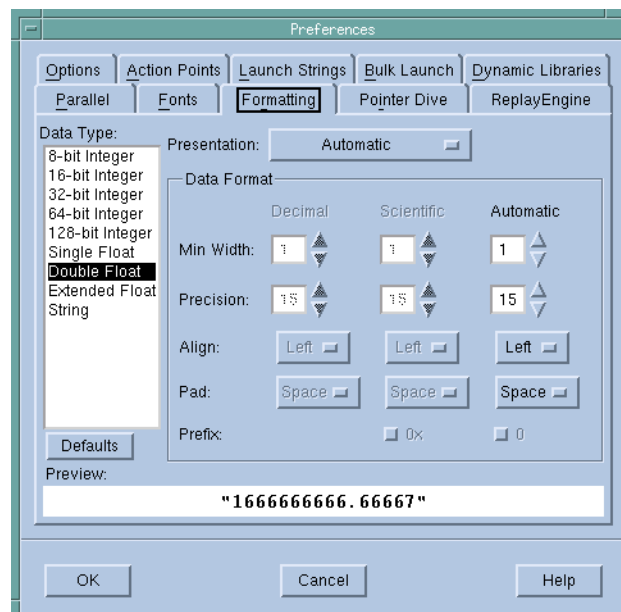 Preferences
Options Action Points Launch Strings Bulk Launch Dynamic Libraries
Parallel Fonts Formatting Pointer Dive ReplayEngine
Data Type:
8-bit Integer
16-bit Integer
32-bit Integer
64-bit Integer
128-bit Integer
Single Float
Double Float
Extended Float
String
Defaults
Presentation: Automatic
Data Format
Decimal Scientific Automatic
Min Width: 1 1 1
Precision: 15 15 15
Align: Left Left Left
Pad: Space Space Space
Prefix: 0x 0
Preview:
"1666666666.66667"
OK Cancel Help